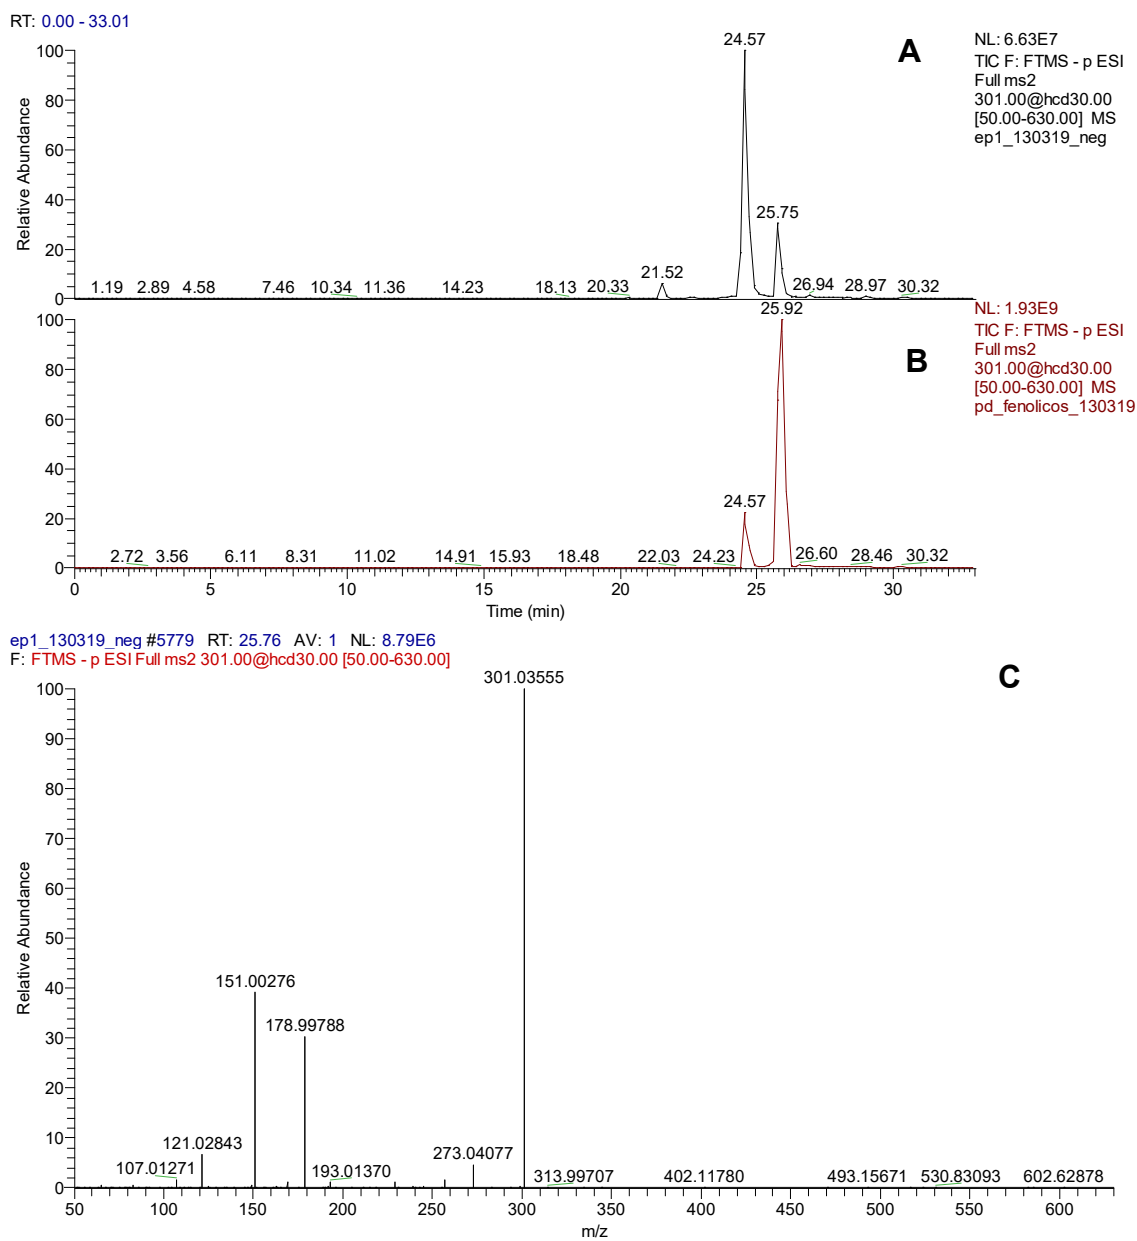 RT: 0.00 - 33.01
A
NL: 6.63E7
TIC F: FTMS - p ESI
Full ms2
301.00@hcd30.00
[50.00-630.00] MS
ep1_130319_neg
Relative Abundance
100
80
60
40
20
0
24.57
25.75
21.52
1.19 2.89 4.58 7.46 10.34 11.36 14.23 18.13 20.33 26.94 28.97 30.32
B
NL: 1.93E9
TIC F: FTMS - p ESI
Full ms2
301.00@hcd30.00
[50.00-630.00] MS
pd_fenolicos_130319
100
80
60
40
20
0
25.92
24.57
2.72 3.56 6.11 8.31 11.02 14.91 15.93 18.48 22.03 24.23 26.60 28.46 30.32
0 5 10 15 20 25 30
Time (min)
ep1_130319_neg #5779 RT: 25.76 AV: 1 NL: 8.79E6
F: FTMS - p ESI Full ms2 301.00@hcd30.00 [50.00-630.00]
C
Relative Abundance
100
90
80
70
60
50
40
30
20
10
0
301.03555
151.00276
178.99788
121.02843
273.04077
107.01271 193.01370 313.99707 402.11780 493.15671 530.83093 602.62878
50 100 150 200 250 300 350 400 450 500 550 600
m/z